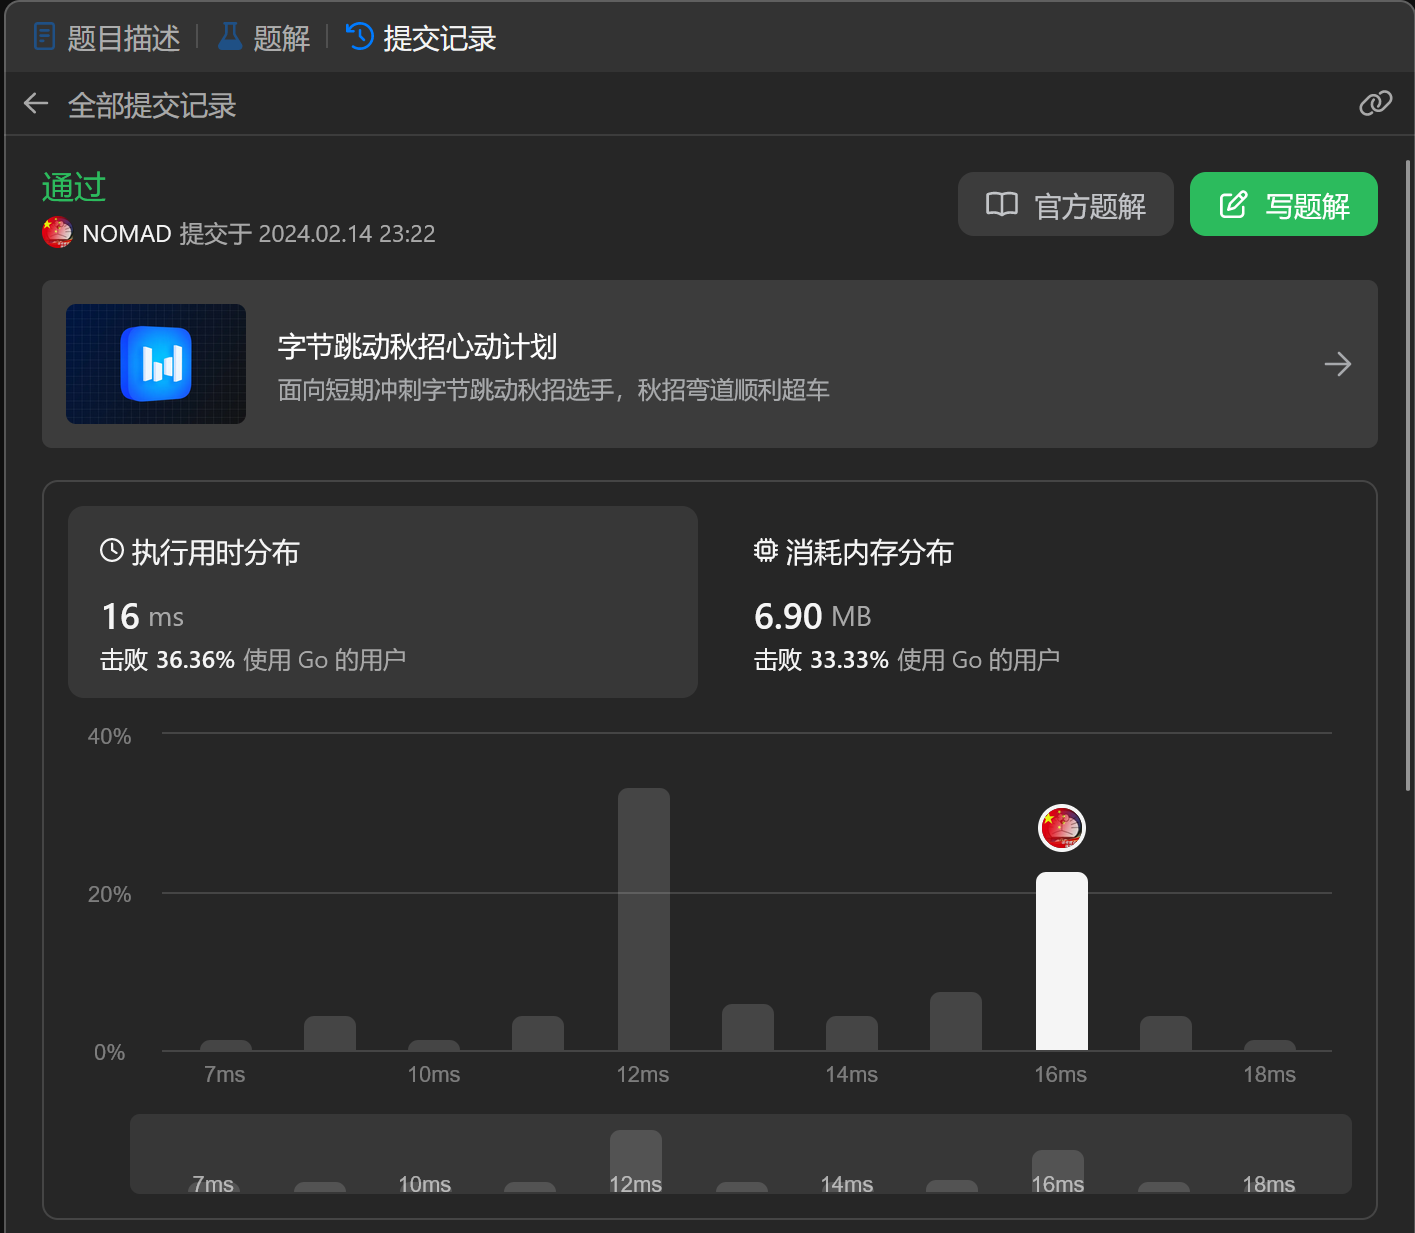 题目描述 题解 提交记录
全部提交记录
通过
NOMAD 提交于 2024.02.14 23:22
官方题解 写题解
字节跳动秋招心动计划
面向短期冲刺字节跳动秋招选手，秋招弯道顺利超车
执行用时分布
16 ms
击败 36.36% 使用 Go 的用户
消耗内存分布
6.90 MB
击败 33.33% 使用 Go 的用户
40%
20%
0%
7ms 10ms 12ms 14ms 16ms 18ms
7ms 10ms 12ms 14ms 16ms 18ms